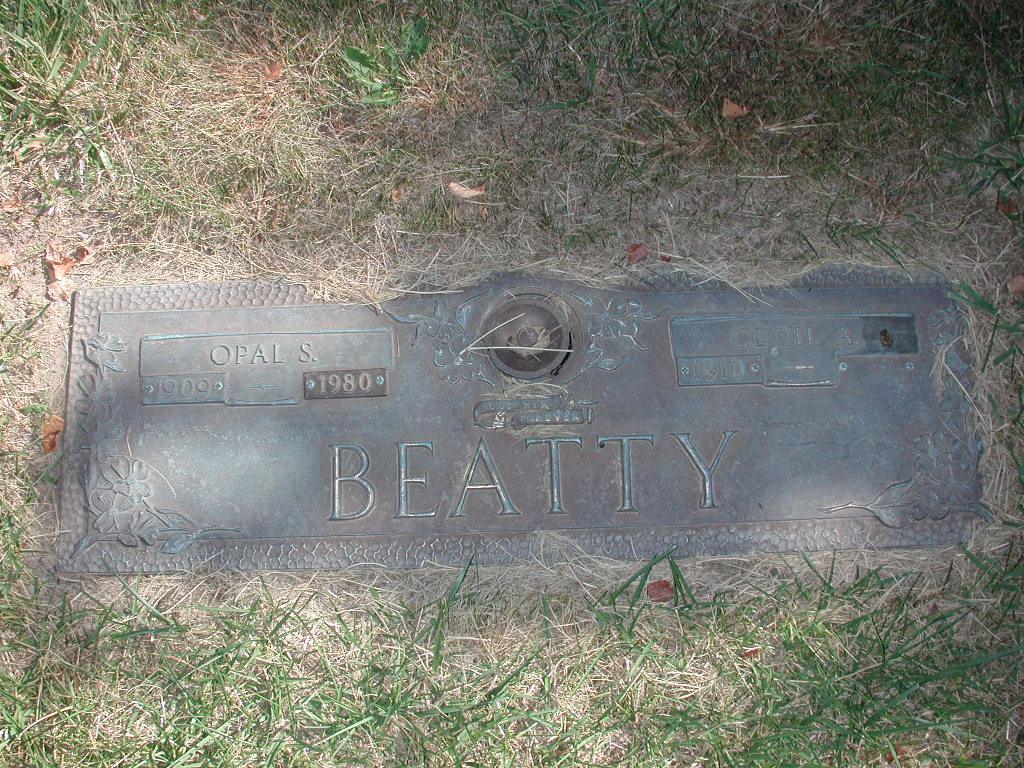 OPAL S.
1909 — 1980
CECIL A.
1910 —
BEATTY